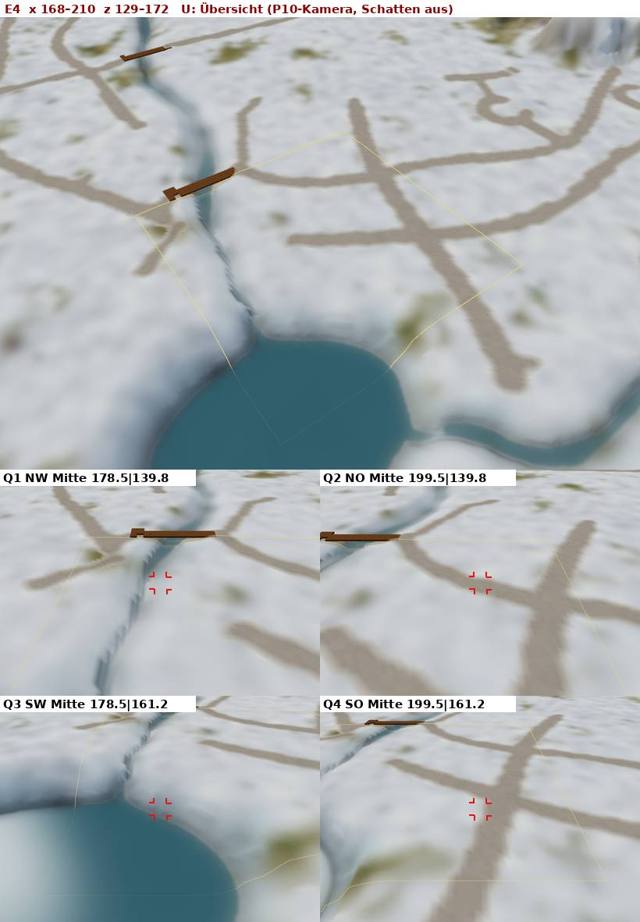 E4 x 168–210 z 129–172 U: Übersicht (P10-Kamera, Schatten aus)
Q1 NW Mitte 178.5|139.8
Q2 NO Mitte 199.5|139.8
Q3 SW Mitte 178.5|161.2
Q4 SO Mitte 199.5|161.2